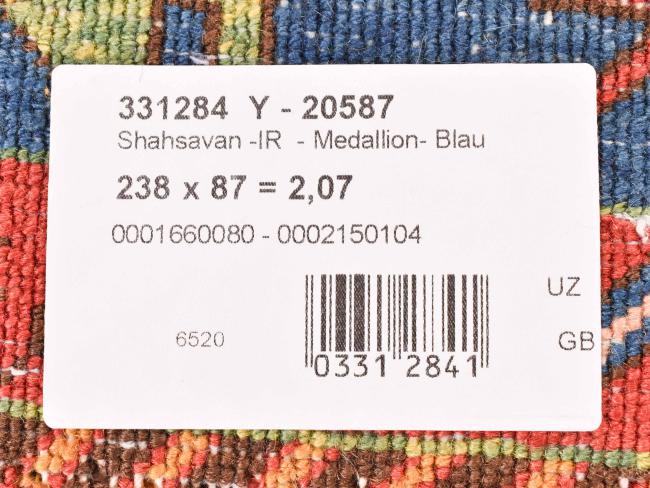 331284 Y - 20587
Shahsavan -IR - Medallion- Blau
238 x 87 = 2,07
0001660080 - 0002150104
UZ
6520
GB
0331 2841